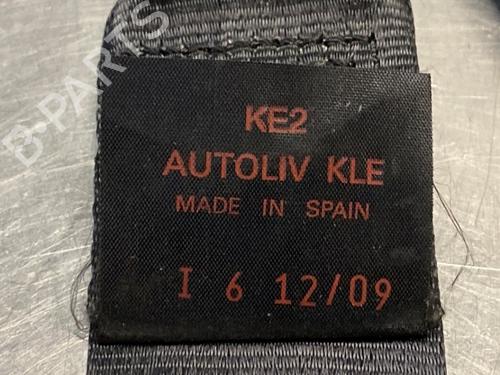 B-PARTS
KE2
AUTOLIV KLE
MADE IN SPAIN
I 6 12/09